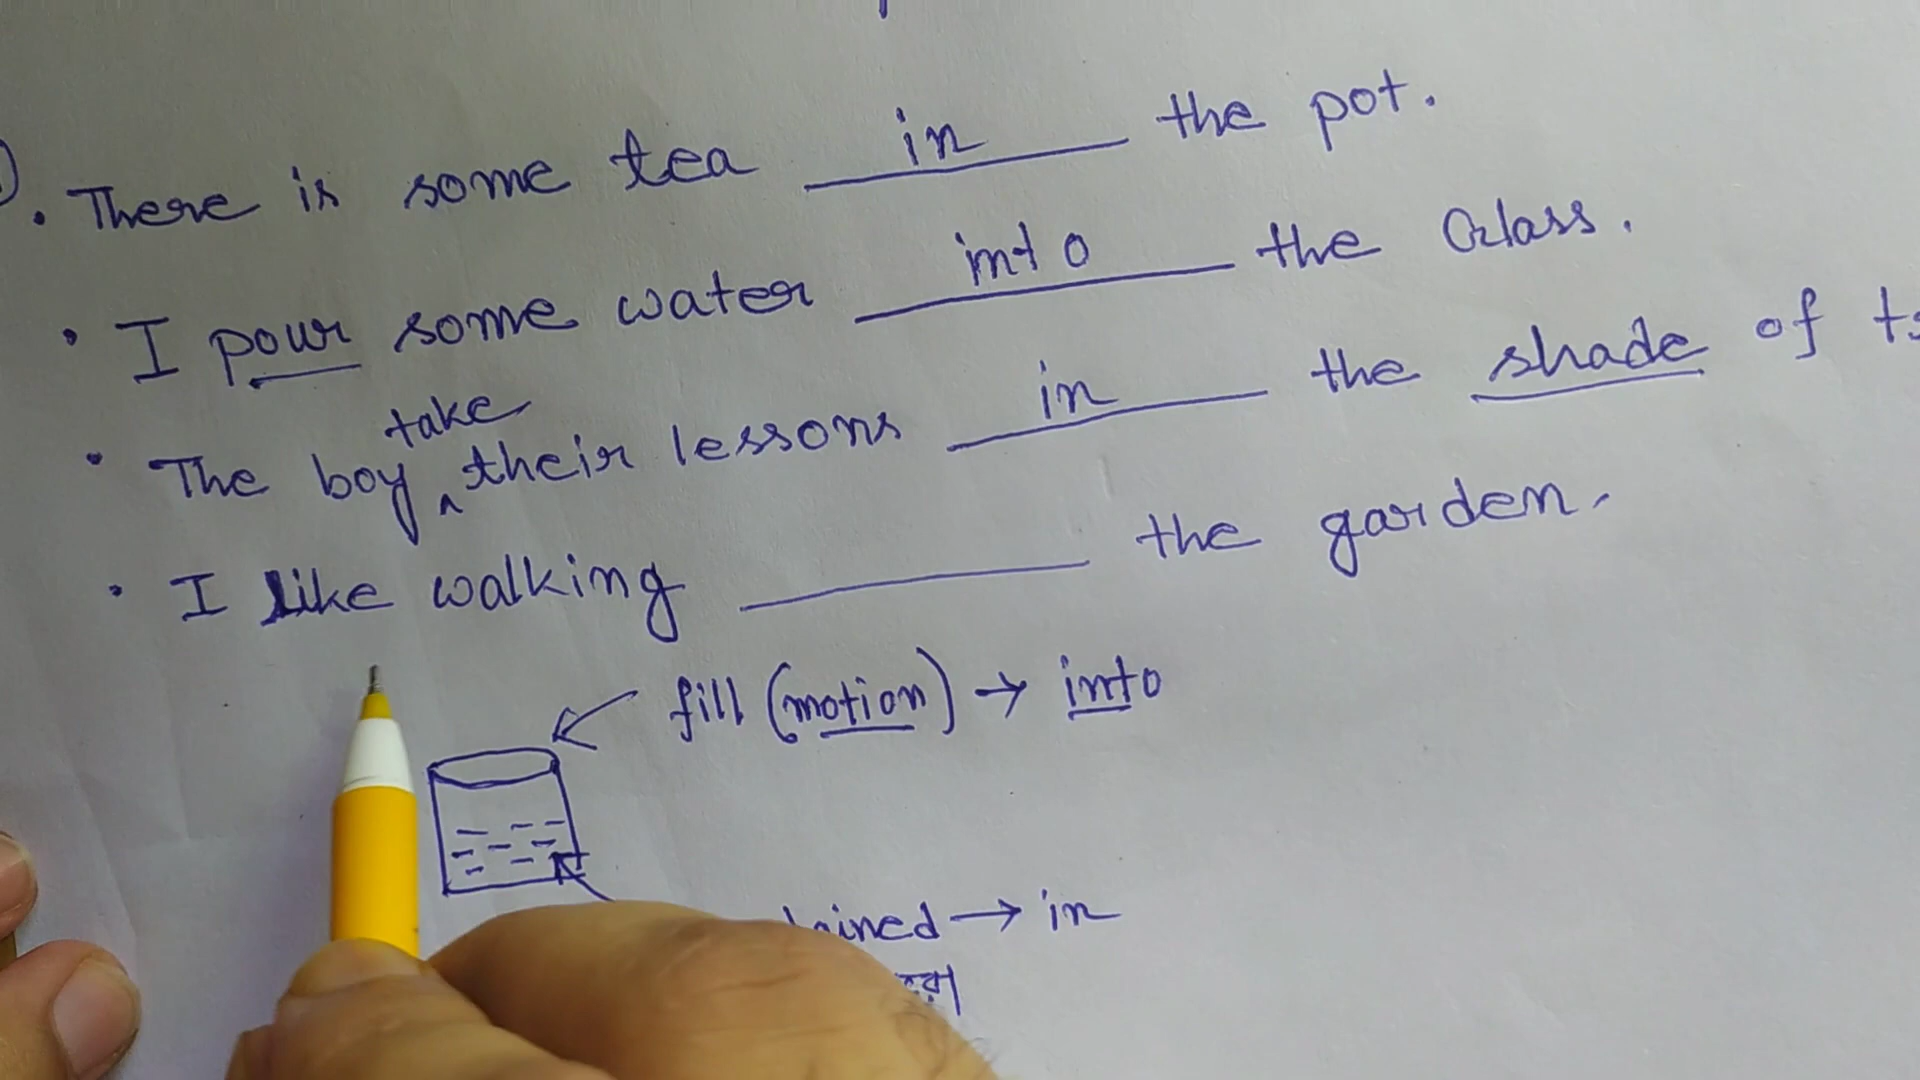 . There is some tea in the pot.
. I pour some water into the Glass.
. The boy take their lessons in the shade of
. I like walking ______ the garden.
fill (motion) → into
→ in